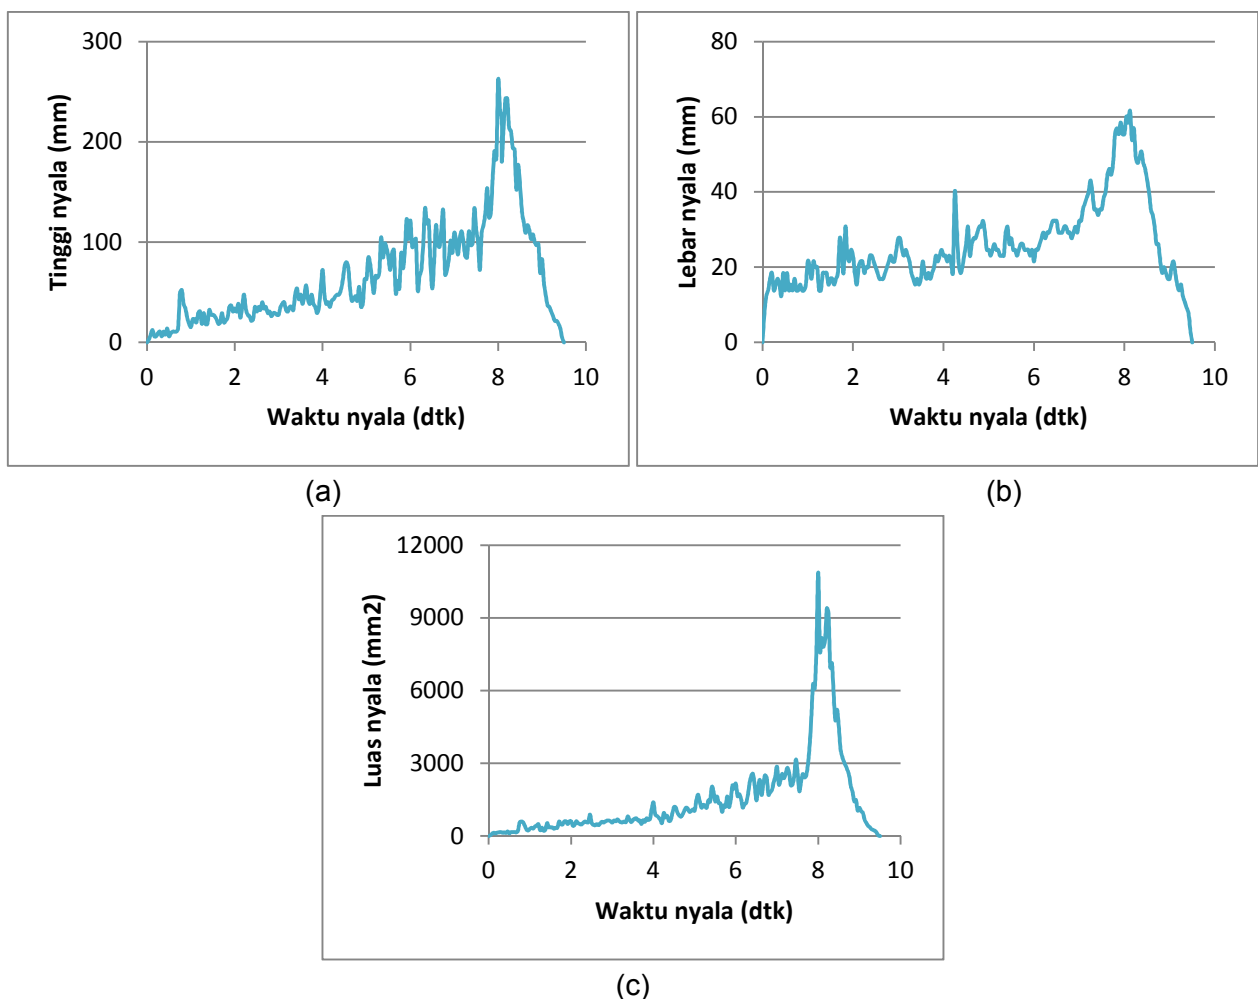 300
200
100
0
0 2 4 6 8 10
Tinggi nyala (mm)
Waktu nyala (dtk)
(a)
80
60
40
20
0
0 2 4 6 8 10
Lebar nyala (mm)
Waktu nyala (dtk)
(b)
12000
9000
6000
3000
0
0 2 4 6 8 10
Luas nyala (mm2)
Waktu nyala (dtk)
(c)